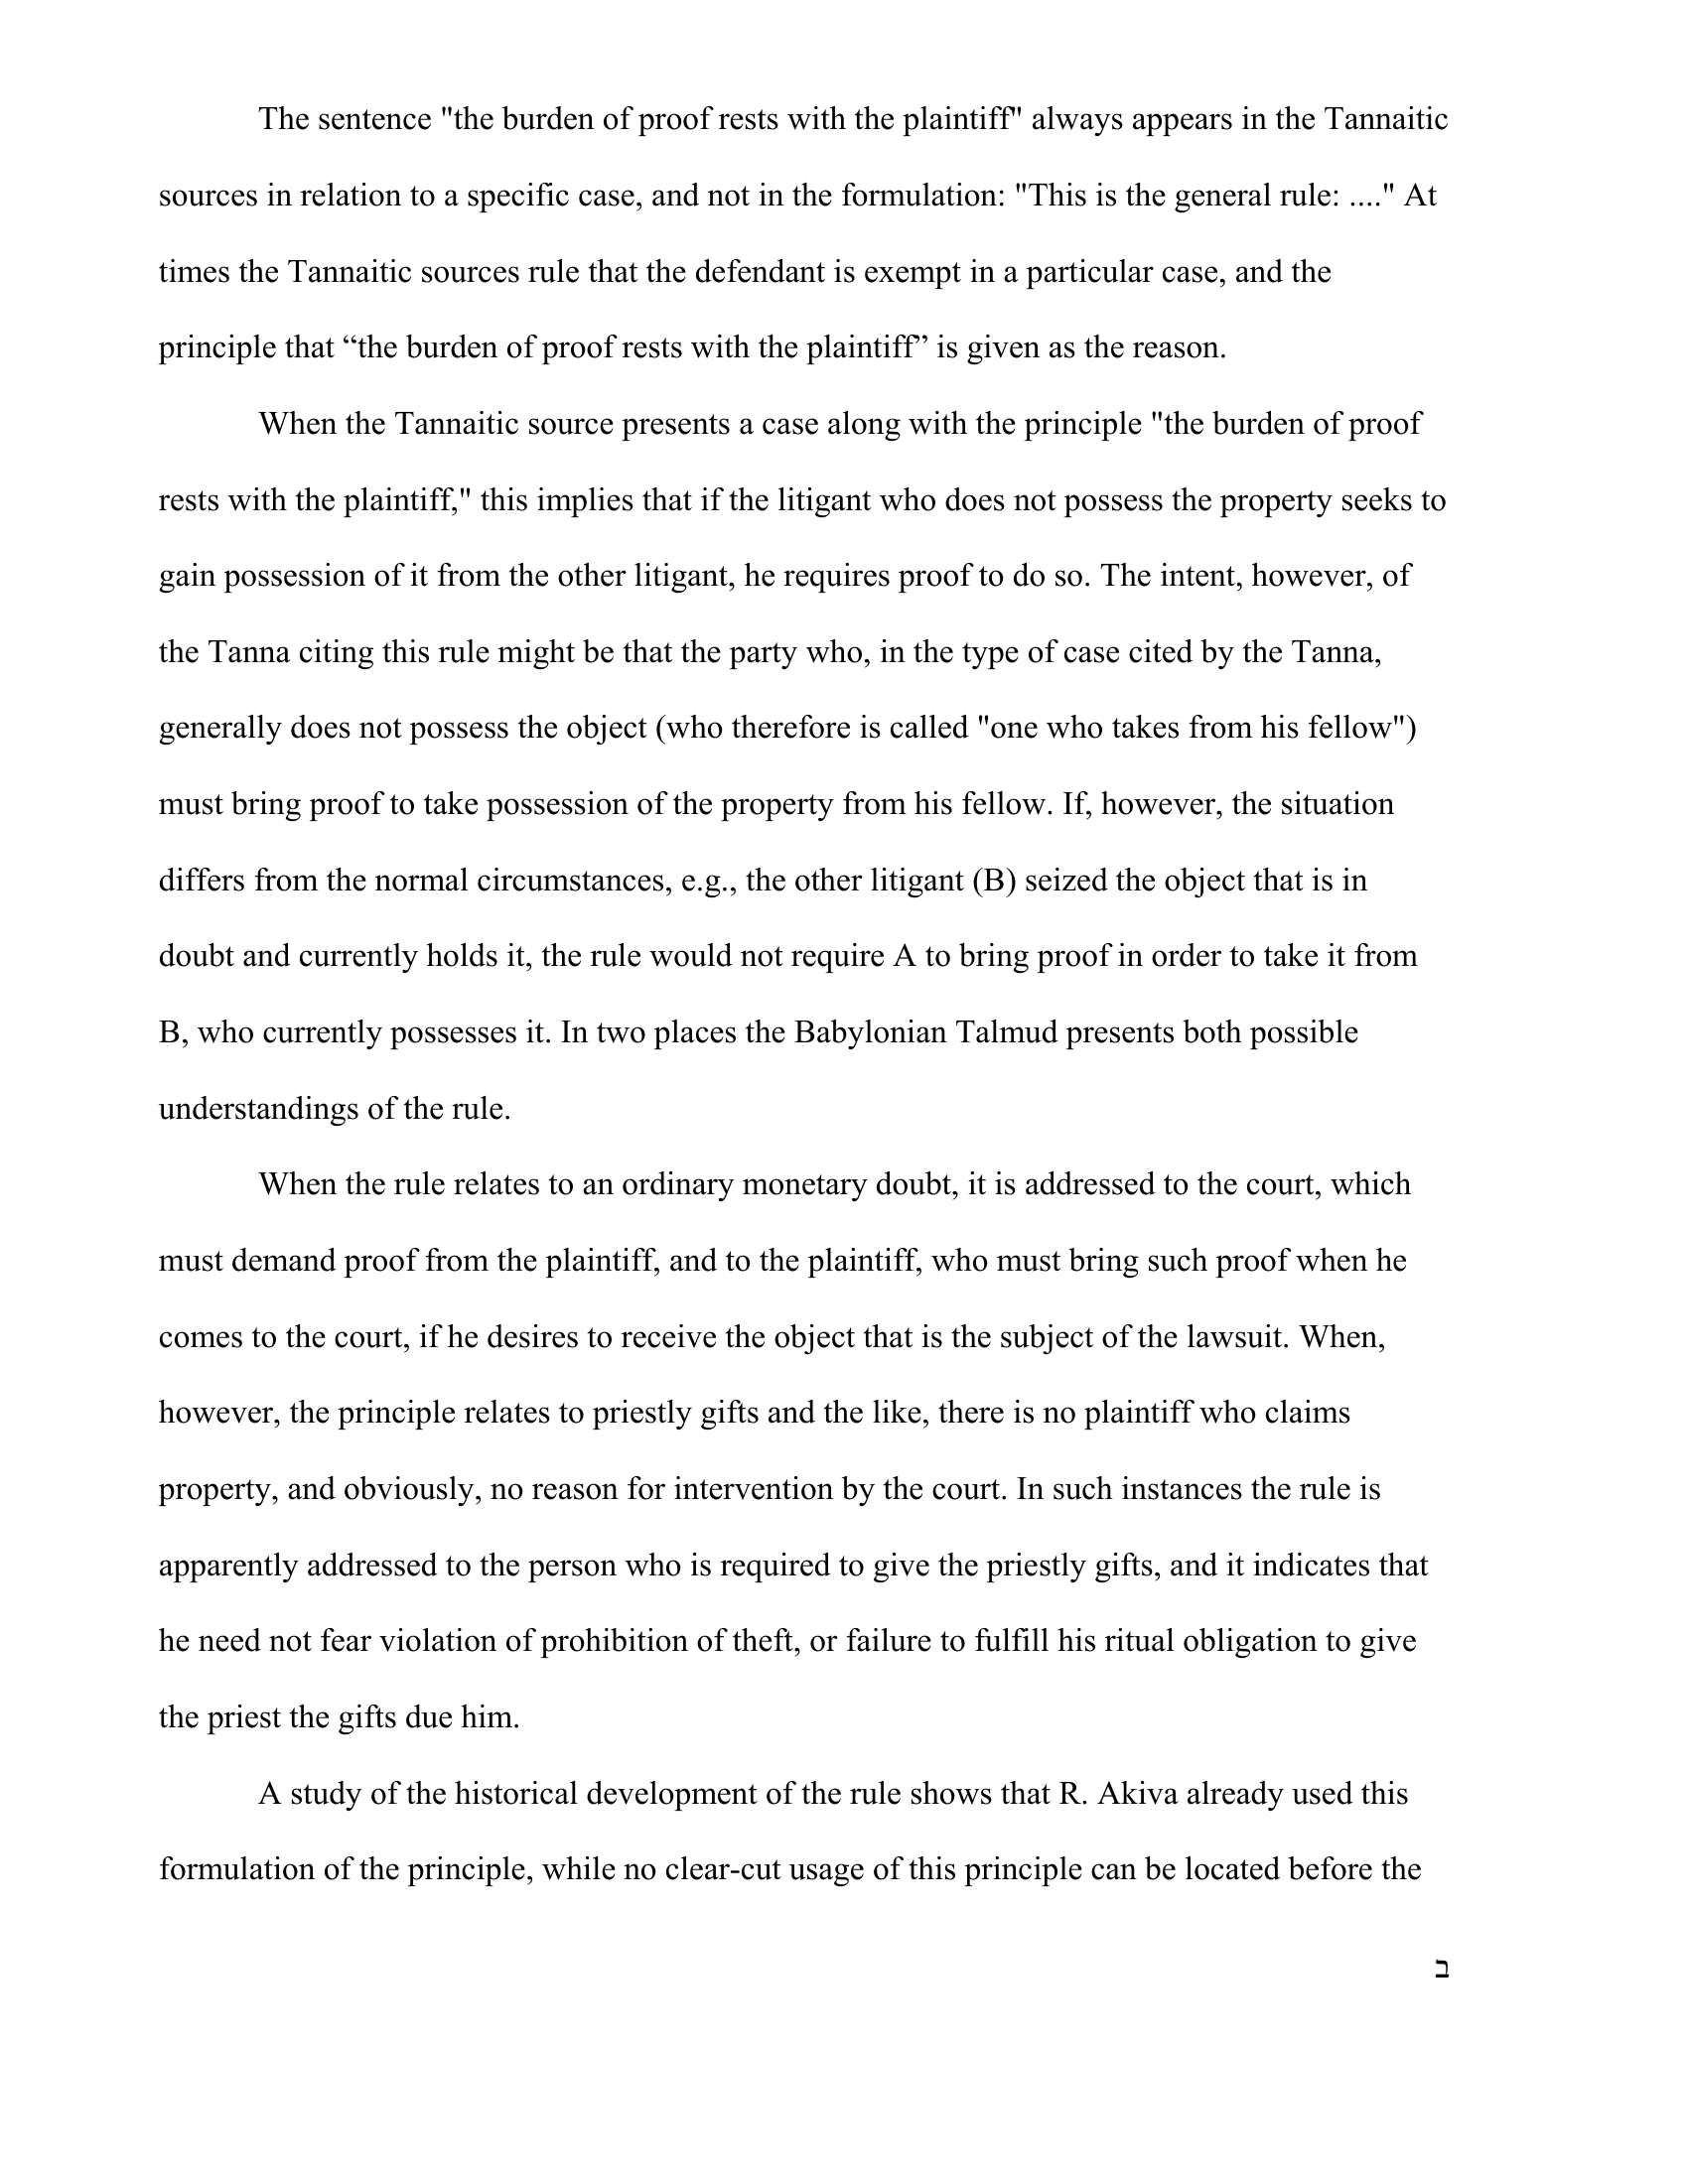 The sentence "the burden of proof rests with the plaintiff" always appears in the Tannaitic
sources in relation to a specific case, and not in the formulation: "This is the general rule: ...." At
times the Tannaitic sources rule that the defendant is exempt in a particular case, and the
principle that “the burden of proof rests with the plaintiff” is given as the reason.
When the Tannaitic source presents a case along with the principle "the burden of proof
rests with the plaintiff," this implies that if the litigant who does not possess the property seeks to
gain possession of it from the other litigant, he requires proof to do so. The intent, however, of
the Tanna citing this rule might be that the party who, in the type of case cited by the Tanna,
generally does not possess the object (who therefore is called "one who takes from his fellow")
must bring proof to take possession of the property from his fellow. If, however, the situation
differs from the normal circumstances, e.g., the other litigant (B) seized the object that is in
doubt and currently holds it, the rule would not require A to bring proof in order to take it from
B, who currently possesses it. In two places the Babylonian Talmud presents both possible
understandings of the rule.
When the rule relates to an ordinary monetary doubt, it is addressed to the court, which
must demand proof from the plaintiff, and to the plaintiff, who must bring such proof when he
comes to the court, if he desires to receive the object that is the subject of the lawsuit. When,
however, the principle relates to priestly gifts and the like, there is no plaintiff who claims
property, and obviously, no reason for intervention by the court. In such instances the rule is
apparently addressed to the person who is required to give the priestly gifts, and it indicates that
he need not fear violation of prohibition of theft, or failure to fulfill his ritual obligation to give
the priest the gifts due him.
A study of the historical development of the rule shows that R. Akiva already used this
formulation of the principle, while no clear-cut usage of this principle can be located before the
ב